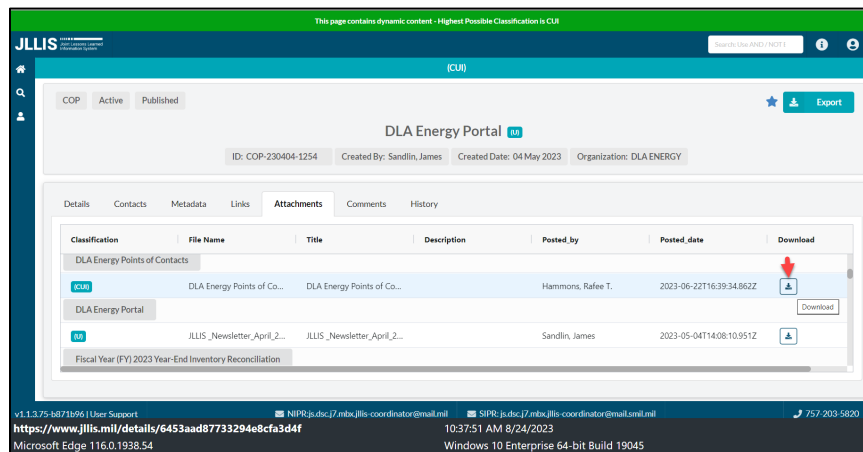 This page contains dynamic content - Highest Possible Classification is CUI
JLLIS Joint Lessons Learned Information System
Search: Use AND / NOT (
(CUI)
COP Active Published
Export
DLA Energy Portal (U)
ID: COP-230404-1254 Created By: Sandlin, James Created Date: 04 May 2023 Organization: DLA ENERGY
Details Contacts Metadata Links Attachments Comments History
Classification File Name Title Description Posted_by Posted_date Download
DLA Energy Points of Contacts
(CUI) DLA Energy Points of Co... DLA Energy Points of Co... Hammons, Rafee T. 2023-06-22T16:39:34.862Z
DLA Energy Portal
Download
(U) JLLIS _Newsletter_April_2... JLLIS _Newsletter_April_2... Sandlin, James 2023-05-04T14:08:10.951Z
Fiscal Year (FY) 2023 Year-End Inventory Reconciliation
v1.1.3.75-b871b96 | User Support NIPR:js.dsc.j7.mbx.jllis-coordinator@mail.mil SIPR: js.dsc.j7.mbx.jllis-coordinator@mail.smil.mil 757-203-5820
https://www.jllis.mil/details/6453aad87733294e8cfa3d4f 10:37:51 AM 8/24/2023
Microsoft Edge 116.0.1938.54 Windows 10 Enterprise 64-bit Build 19045